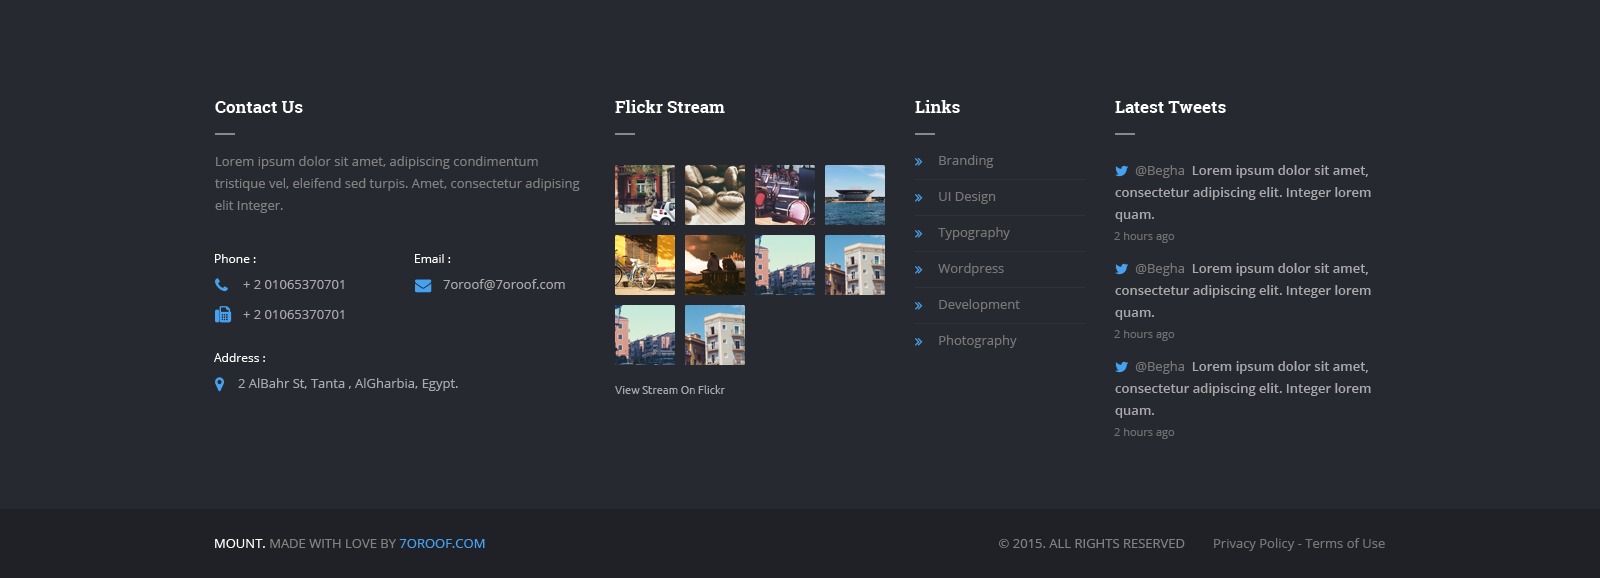 Contact Us
Lorem ipsum dolor sit amet, adipiscing condimentum
tristique vel, eleifend sed turpis. Amet, consectetur adipising
elit Integer.
Phone :
+ 2 01065370701
+ 2 01065370701
Email :
7oroof@7oroof.com
Address :
2 AlBahr St, Tanta , AlGharbia, Egypt.
Flickr Stream
View Stream On Flickr
Links
Branding
UI Design
Typography
Wordpress
Development
Photography
Latest Tweets
@Begha Lorem ipsum dolor sit amet,
consectetur adipiscing elit. Integer lorem
quam.
2 hours ago
@Begha Lorem ipsum dolor sit amet,
consectetur adipiscing elit. Integer lorem
quam.
2 hours ago
@Begha Lorem ipsum dolor sit amet,
consectetur adipiscing elit. Integer lorem
quam.
2 hours ago
MOUNT. MADE WITH LOVE BY 7OROOF.COM
© 2015. ALL RIGHTS RESERVED
Privacy Policy - Terms of Use